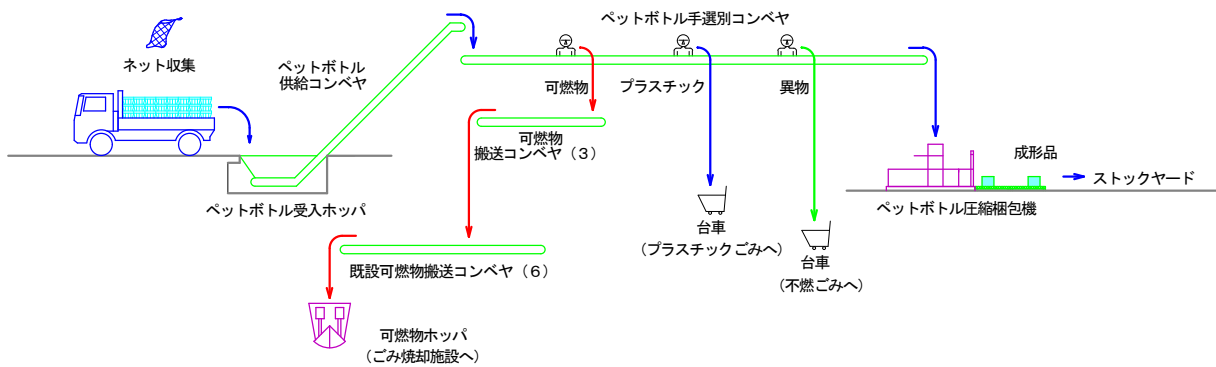 ペットボトル手選別コンベヤ
ネット収集
ペットボトル
供給コンベヤ
可燃物
プラスチック
異物
可燃物
搬送コンベヤ（３）
成形品
ストックヤード
ペットボトル受入ホッパ
ペットボトル圧縮梱包機
台車
（プラスチックごみへ）
台車
（不燃ごみへ）
既設可燃物搬送コンベヤ（６）
可燃物ホッパ
（ごみ焼却施設へ）